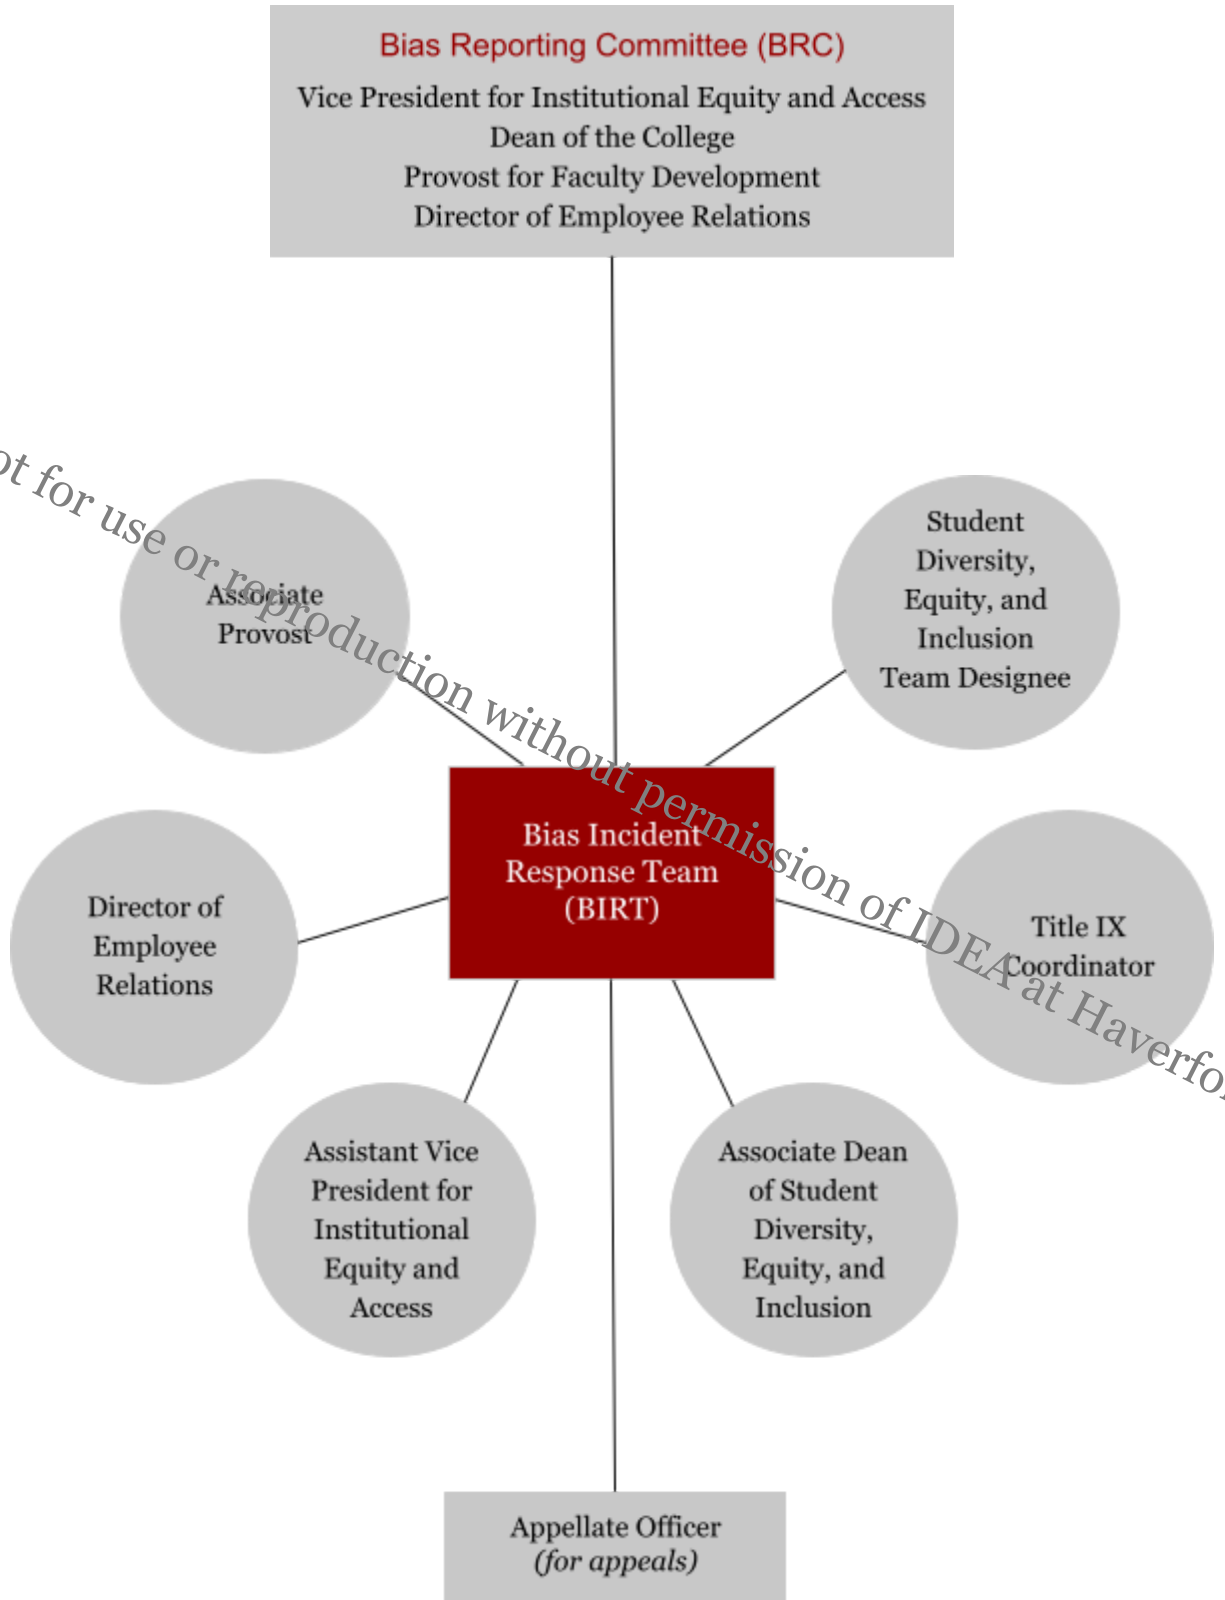 Bias Reporting Committee (BRC)
Vice President for Institutional Equity and Access
Dean of the College
Provost for Faculty Development
Director of Employee Relations
Associate
Provost
Student
Diversity,
Equity, and
Inclusion
Team Designee
for use or reproduction without permission of IDEA at
Bias Incident
Response Team
(BIRT)
Director of
Employee
Relations
Title IX
Coordinator
Assistant Vice
President for
Institutional
Equity and
Access
Associate Dean
of Student
Diversity,
Equity, and
Inclusion
Appellate Officer
(for appeals)